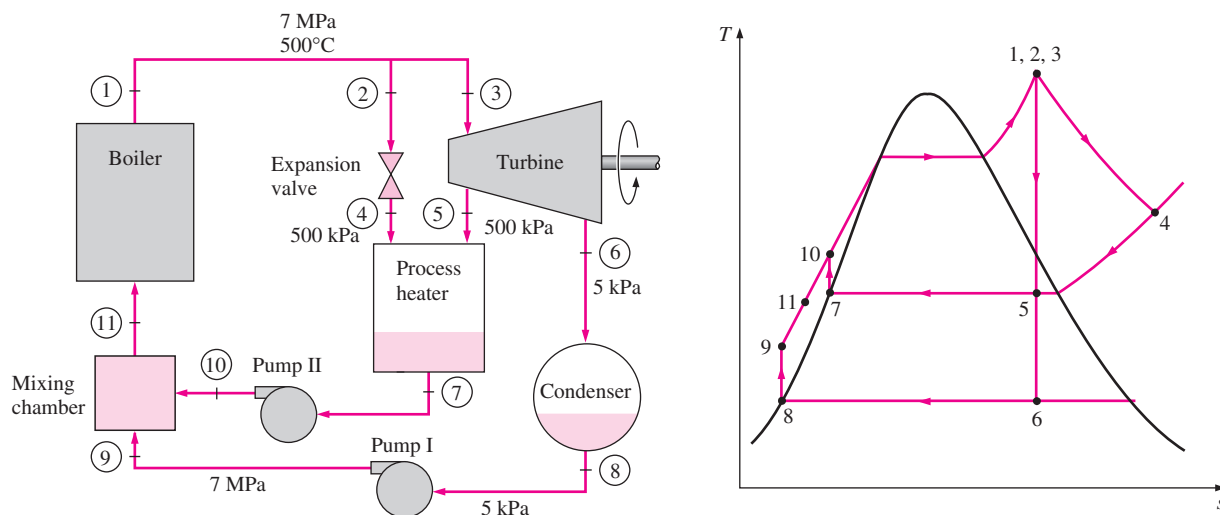 7 MPa
500°C
1
2
3
Boiler
Expansion
valve
Turbine
4
5
500 kPa
500 kPa
6
Process
heater
5 kPa
11
10
Pump II
7
Mixing
chamber
Condenser
9
Pump I
8
7 MPa
5 kPa
T
1, 2, 3
4
10
11
7
5
9
8
6
s